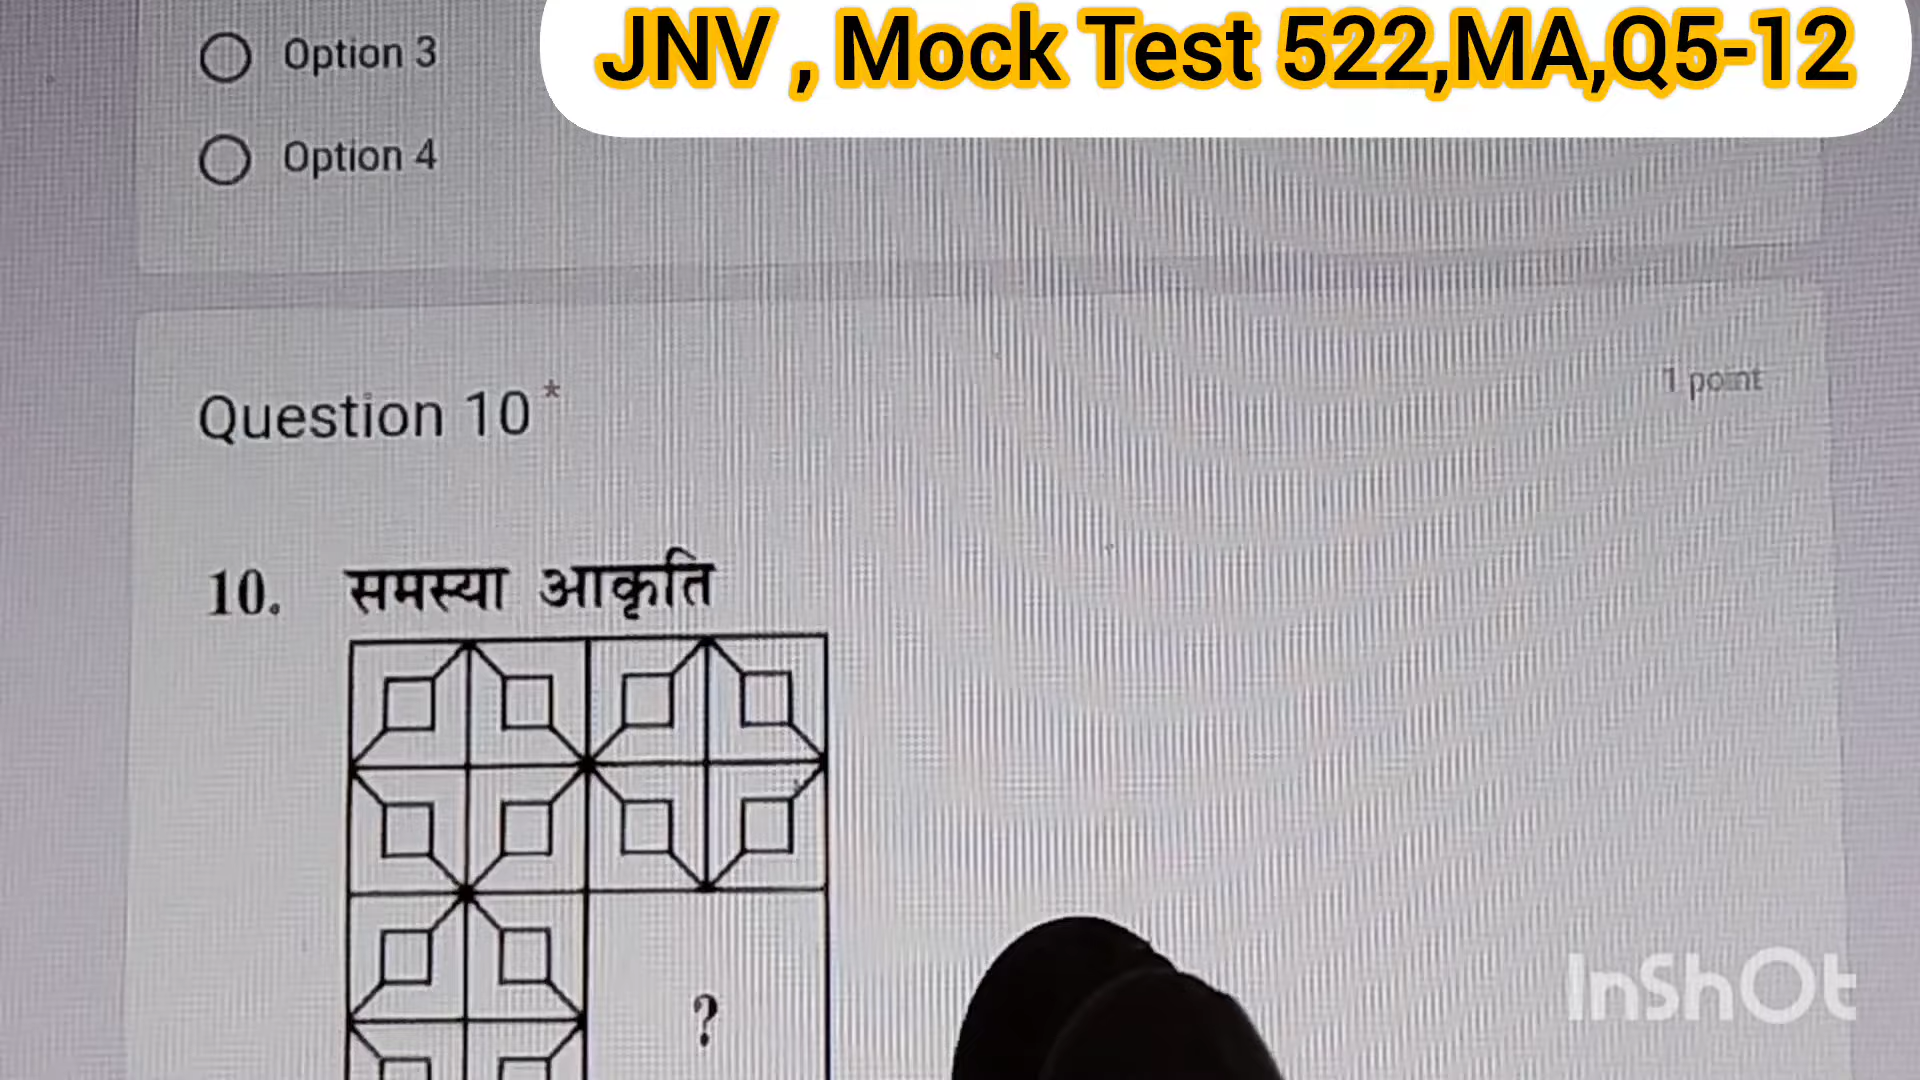 Option 3
JNV , Mock Test 522,MA,Q5-12
Option 4
Question 10 *
1 point
10. समस्या आकृति
?
InShOt